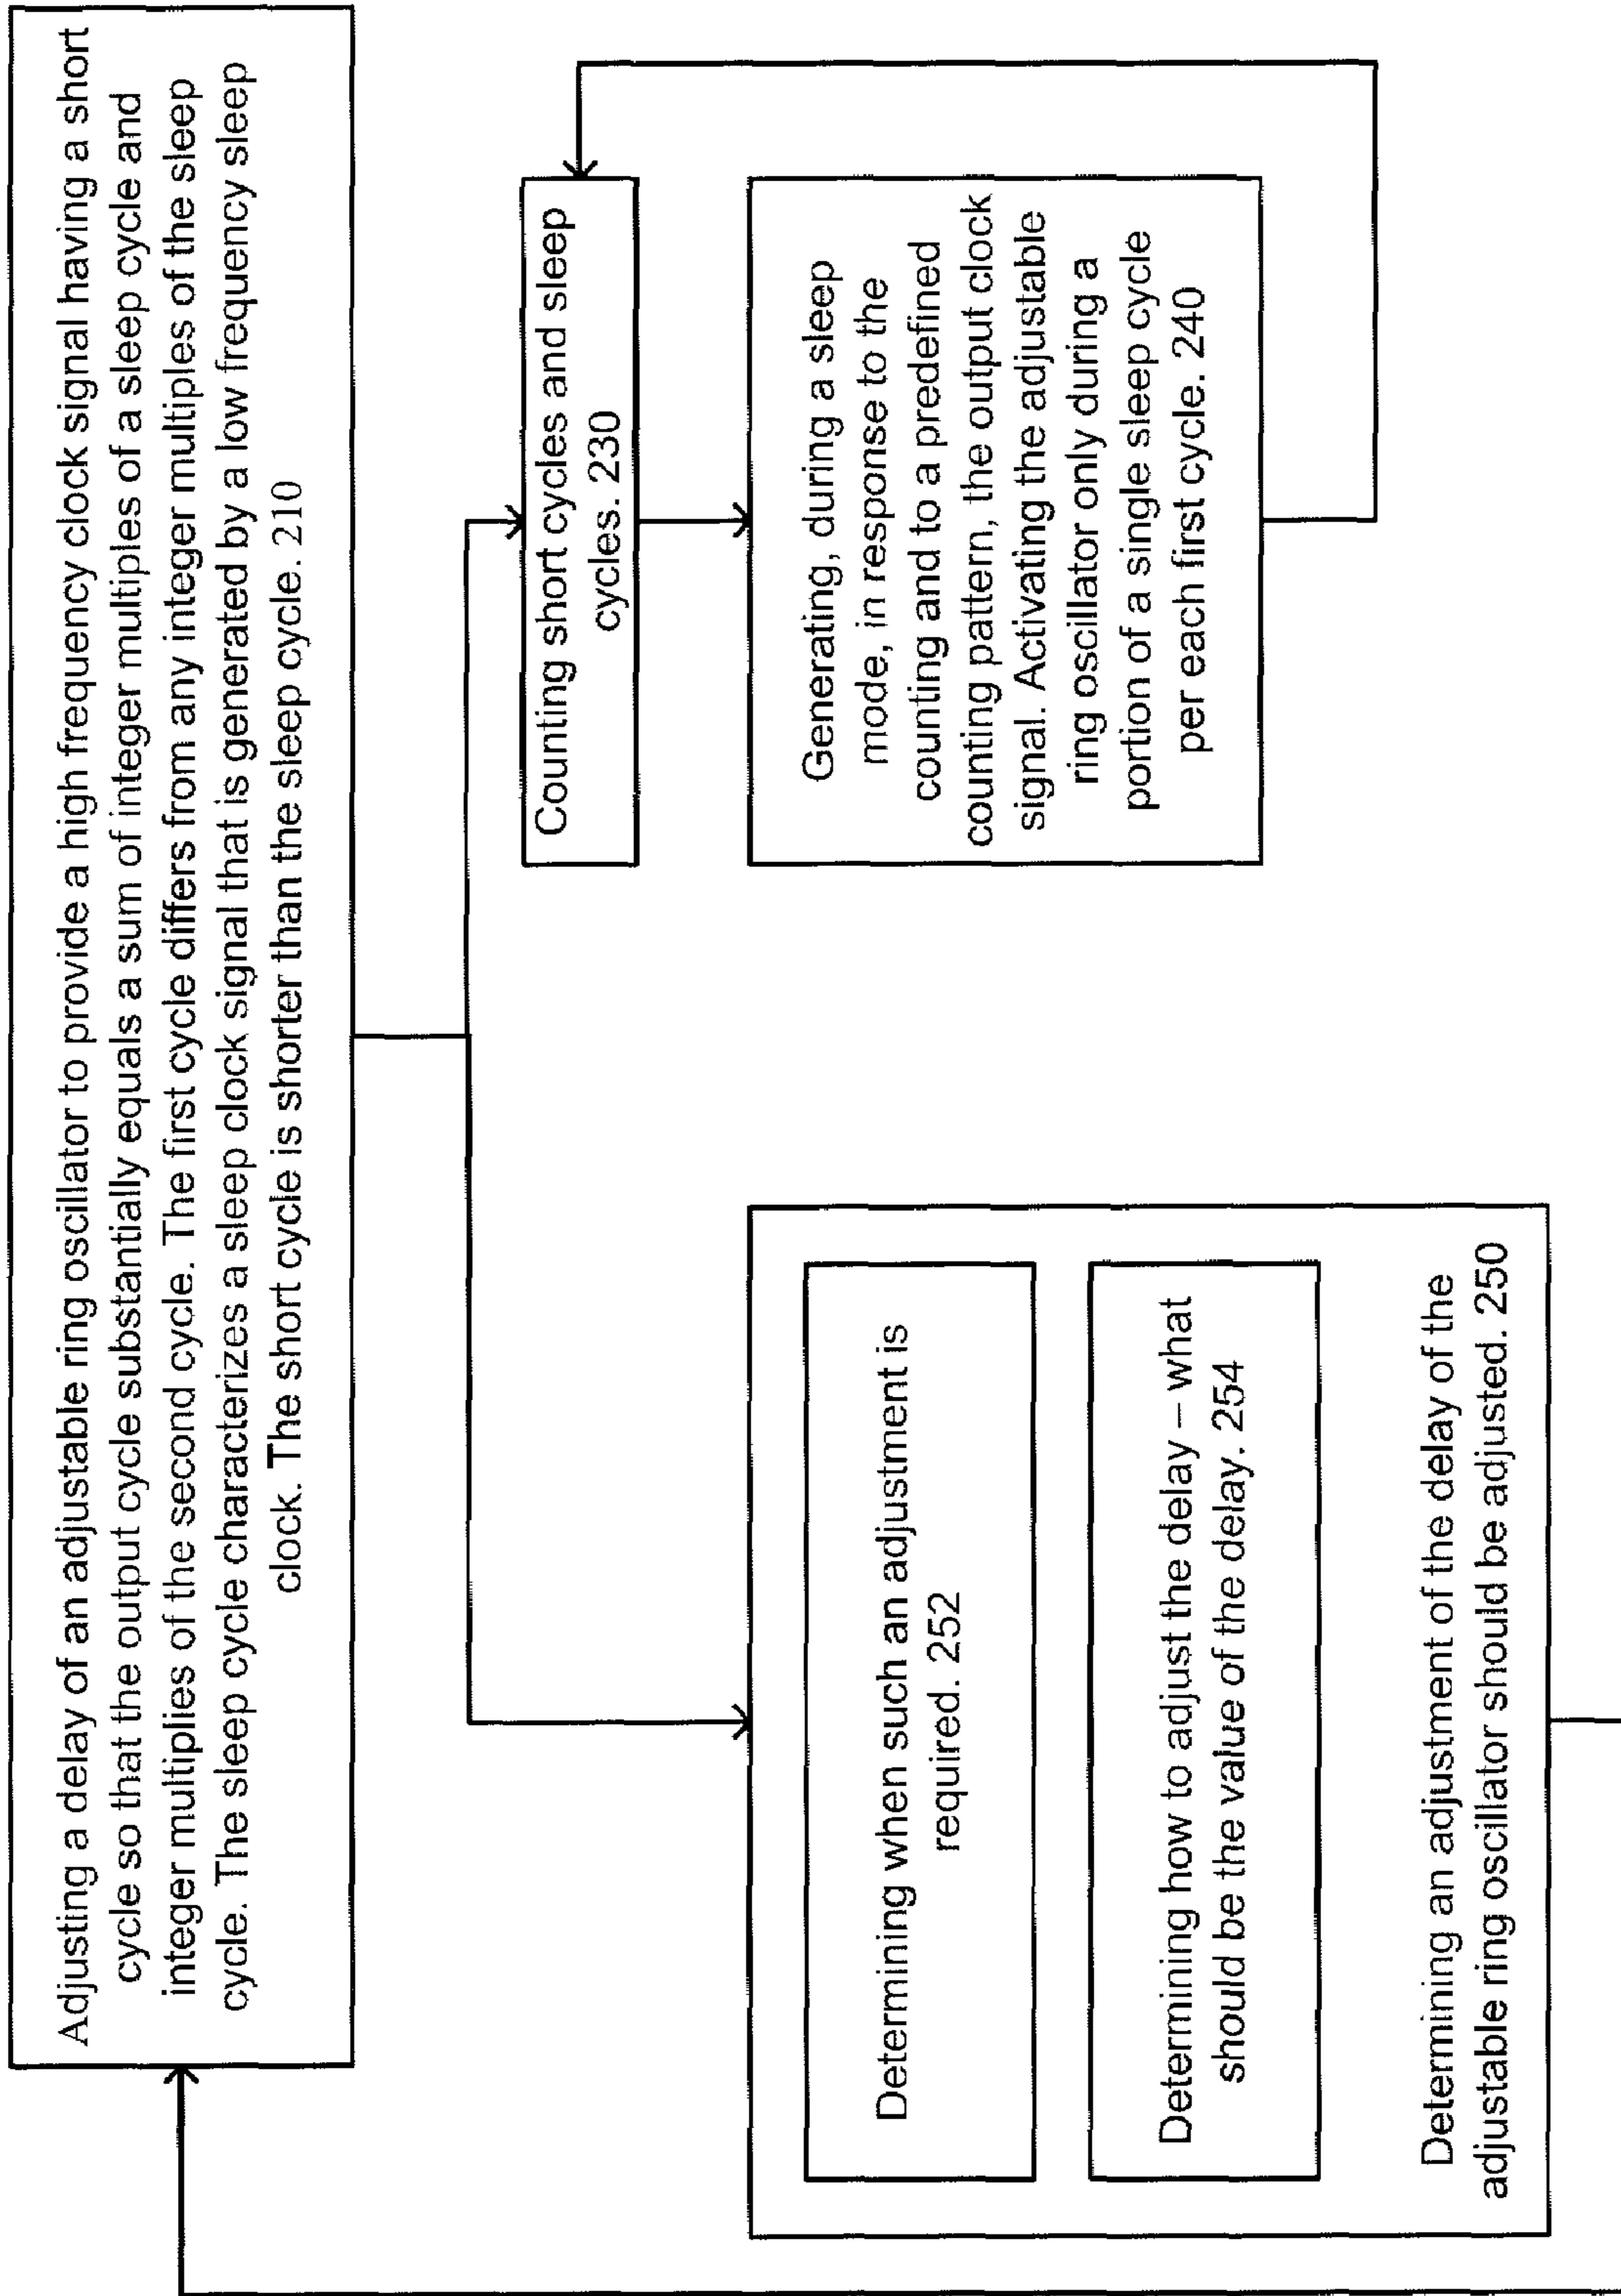 Adjusting a delay of an adjustable ring oscillator to provide a high frequency clock signal having a short
cycle so that the output cycle substantially equals a sum of integer multiples of a sleep cycle and
integer multiplies of the second cycle. The first cycle differs from any integer multiples of the sleep
cycle. The sleep cycle characterizes a sleep clock signal that is generated by a low frequency sleep
clock. The short cycle is shorter than the sleep cycle. 210
Counting short cycles and sleep
cycles. 230
Generating, during a sleep
mode, in response to the
counting and to a predefined
counting pattern, the output clock
signal. Activating the adjustable
ring oscillator only during a
portion of a single sleep cycle
per each first cycle. 240
Determining when such an adjustment is
required. 252
Determining how to adjust the delay – what
should be the value of the delay. 254
Determining an adjustment of the delay of the
adjustable ring oscillator should be adjusted. 250